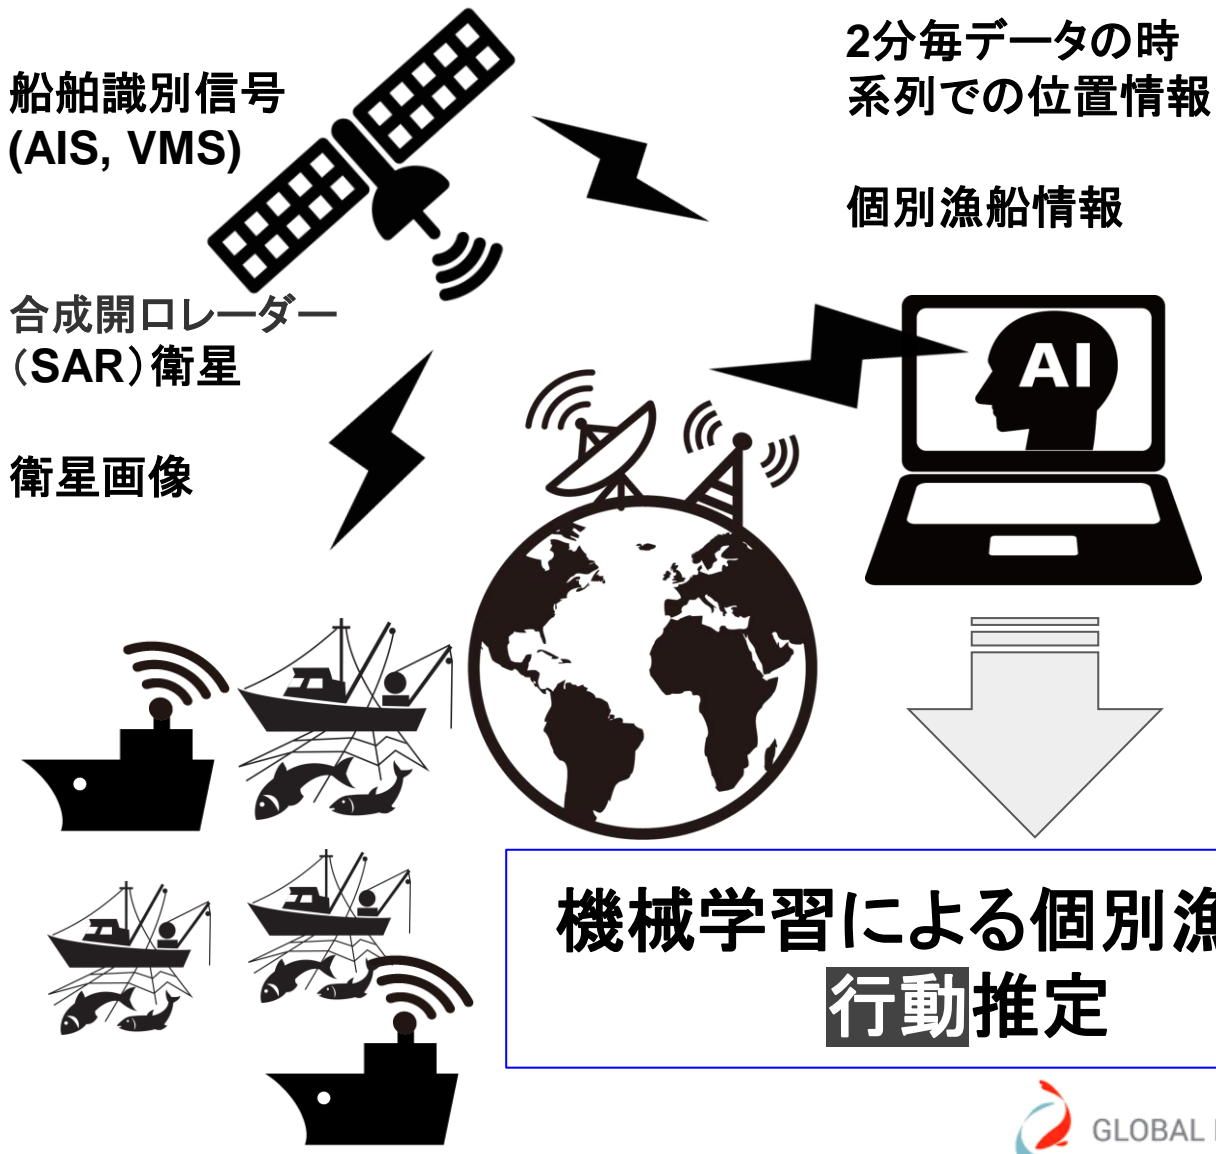 船舶識別信号
(AIS, VMS)
合成開口レーダー
（SAR）衛星
衛星画像
2分毎データの時
系列での位置情報
個別漁船情報
AI
機械学習による個別漁
行動推定
GLOBAL